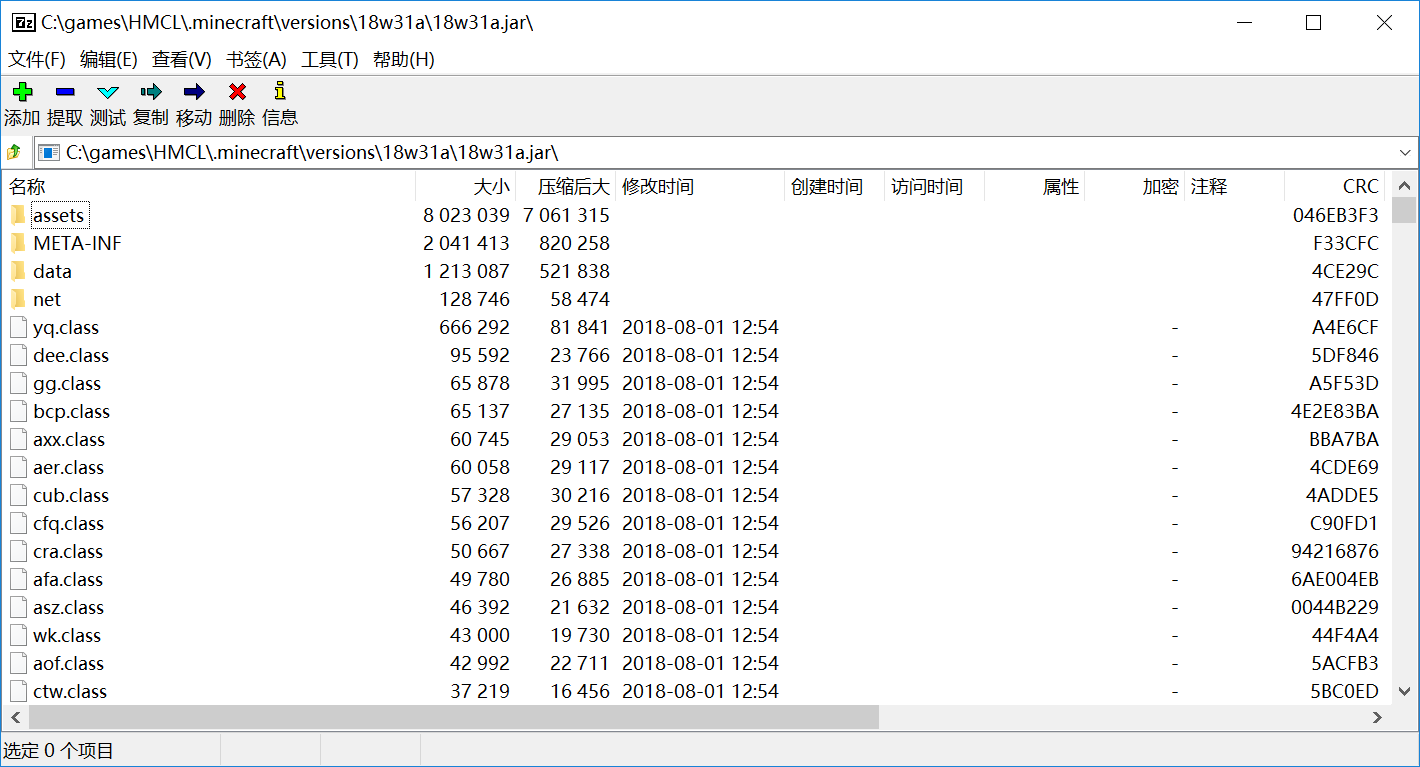 C:\games\HMCL\.minecraft\versions\18w31a\18w31a.jar\
文件(F) 编辑(E) 查看(V) 书签(A) 工具(T) 帮助(H)
添加 提取 测试 复制 移动 删除 信息
C:\games\HMCL\.minecraft\versions\18w31a\18w31a.jar\
名称 大小 压缩后大 修改时间 创建时间 访问时间 属性 加密 注释 CRC
assets 8 023 039 7 061 315 046EB3F3
META-INF 2 041 413 820 258 F33CFC
data 1 213 087 521 838 4CE29C
net 128 746 58 474 47FF0D
yq.class 666 292 81 841 2018-08-01 12:54 - A4E6CF
dee.class 95 592 23 766 2018-08-01 12:54 - 5DF846
gg.class 65 878 31 995 2018-08-01 12:54 - A5F53D
bcp.class 65 137 27 135 2018-08-01 12:54 - 4E2E83BA
axx.class 60 745 29 053 2018-08-01 12:54 - BBA7BA
aer.class 60 058 29 117 2018-08-01 12:54 - 4CDE69
cub.class 57 328 30 216 2018-08-01 12:54 - 4ADDE5
cfq.class 56 207 29 526 2018-08-01 12:54 - C90FD1
cra.class 50 667 27 338 2018-08-01 12:54 - 94216876
afa.class 49 780 26 885 2018-08-01 12:54 - 6AE004EB
asz.class 46 392 21 632 2018-08-01 12:54 - 0044B229
wk.class 43 000 19 730 2018-08-01 12:54 - 44F4A4
aof.class 42 992 22 711 2018-08-01 12:54 - 5ACFB3
ctw.class 37 219 16 456 2018-08-01 12:54 - 5BC0ED
选定 0 个项目